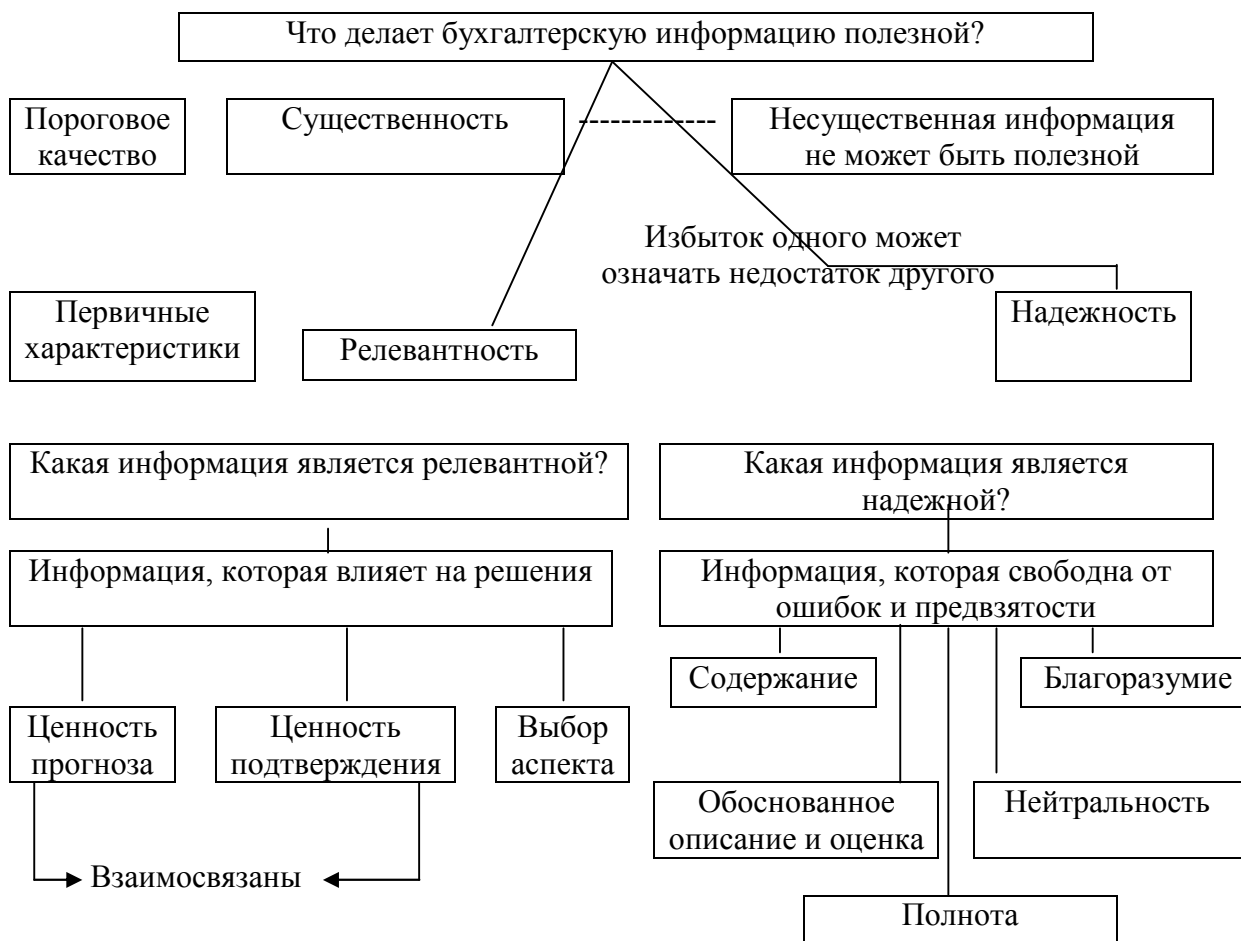 Что делает бухгалтерскую информацию полезной?
Пороговое
качество
Существенность
Несущественная информация
не может быть полезной
Избыток одного может
означать недостаток другого
Первичные
характеристики
Релевантность
Надежность
Какая информация является релевантной?
Какая информация является
надежной?
Информация, которая влияет на решения
Информация, которая свободна от
ошибок и предвзятости
Содержание
Благоразумие
Ценность
прогноза
Ценность
подтверждения
Выбор
аспекта
Обоснованное
описание и оценка
Нейтральность
Взаимосвязаны
Полнота